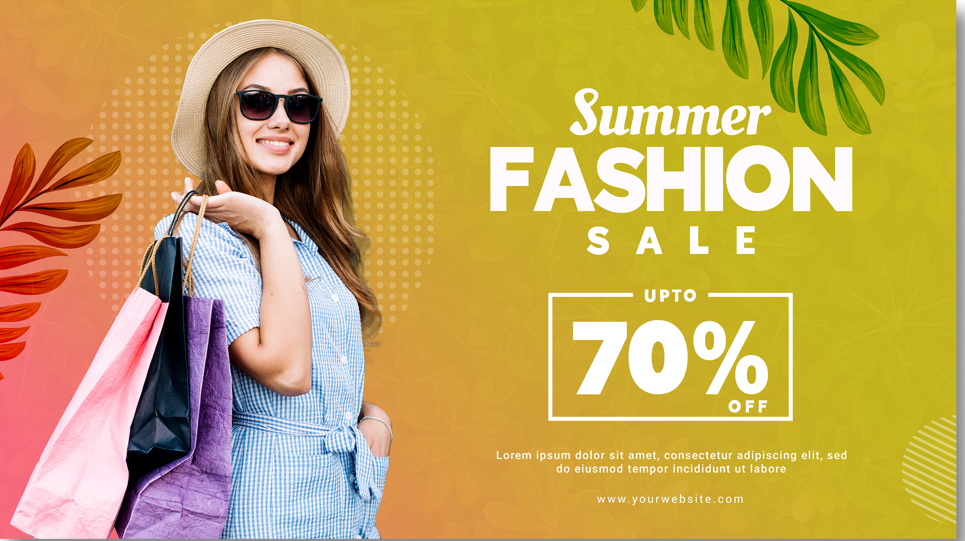 Summer
FASHION
SALE
UPTO
70%
OFF
Lorem ipsum dolor sit amet, consectetur adipiscing elit, sed
do eiusmod tempor incididunt ut labore
www.yourwebsite.com